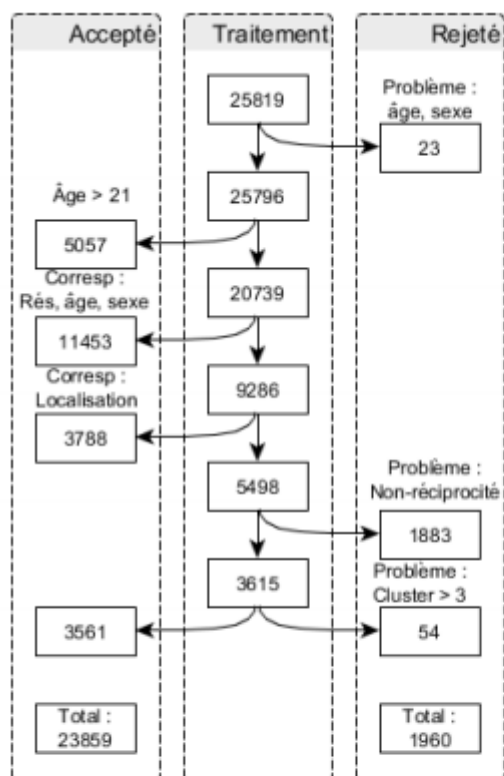 Accepté
Traitement
Rejeté
25819
Problème :
âge, sexe
23
25796
Âge > 21
5057
20739
Corresp :
Rés, âge, sexe
11453
9286
Corresp :
Localisation
3788
5498
Problème :
Non-réciprocité
1883
3615
Problème :
Cluster > 3
3561
54
Total :
23859
Total :
1960